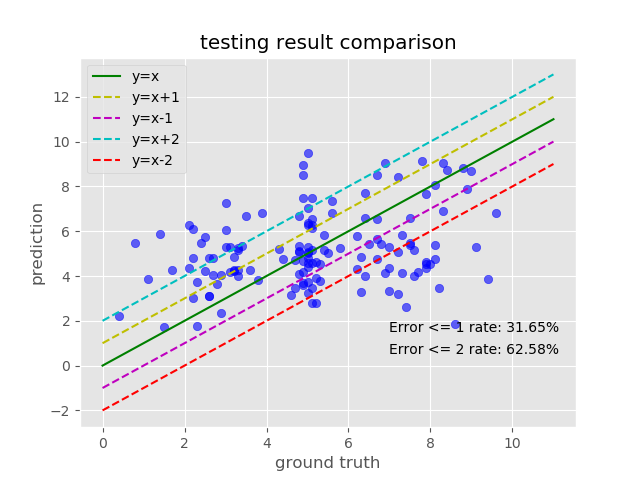 testing result comparison
y=x
y=x+1
y=x-1
y=x+2
y=x-2
12
10
8
6
4
2
0
−2
prediction
Error <= 1 rate: 31.65%
Error <= 2 rate: 62.58%
0 2 4 6 8 10
ground truth